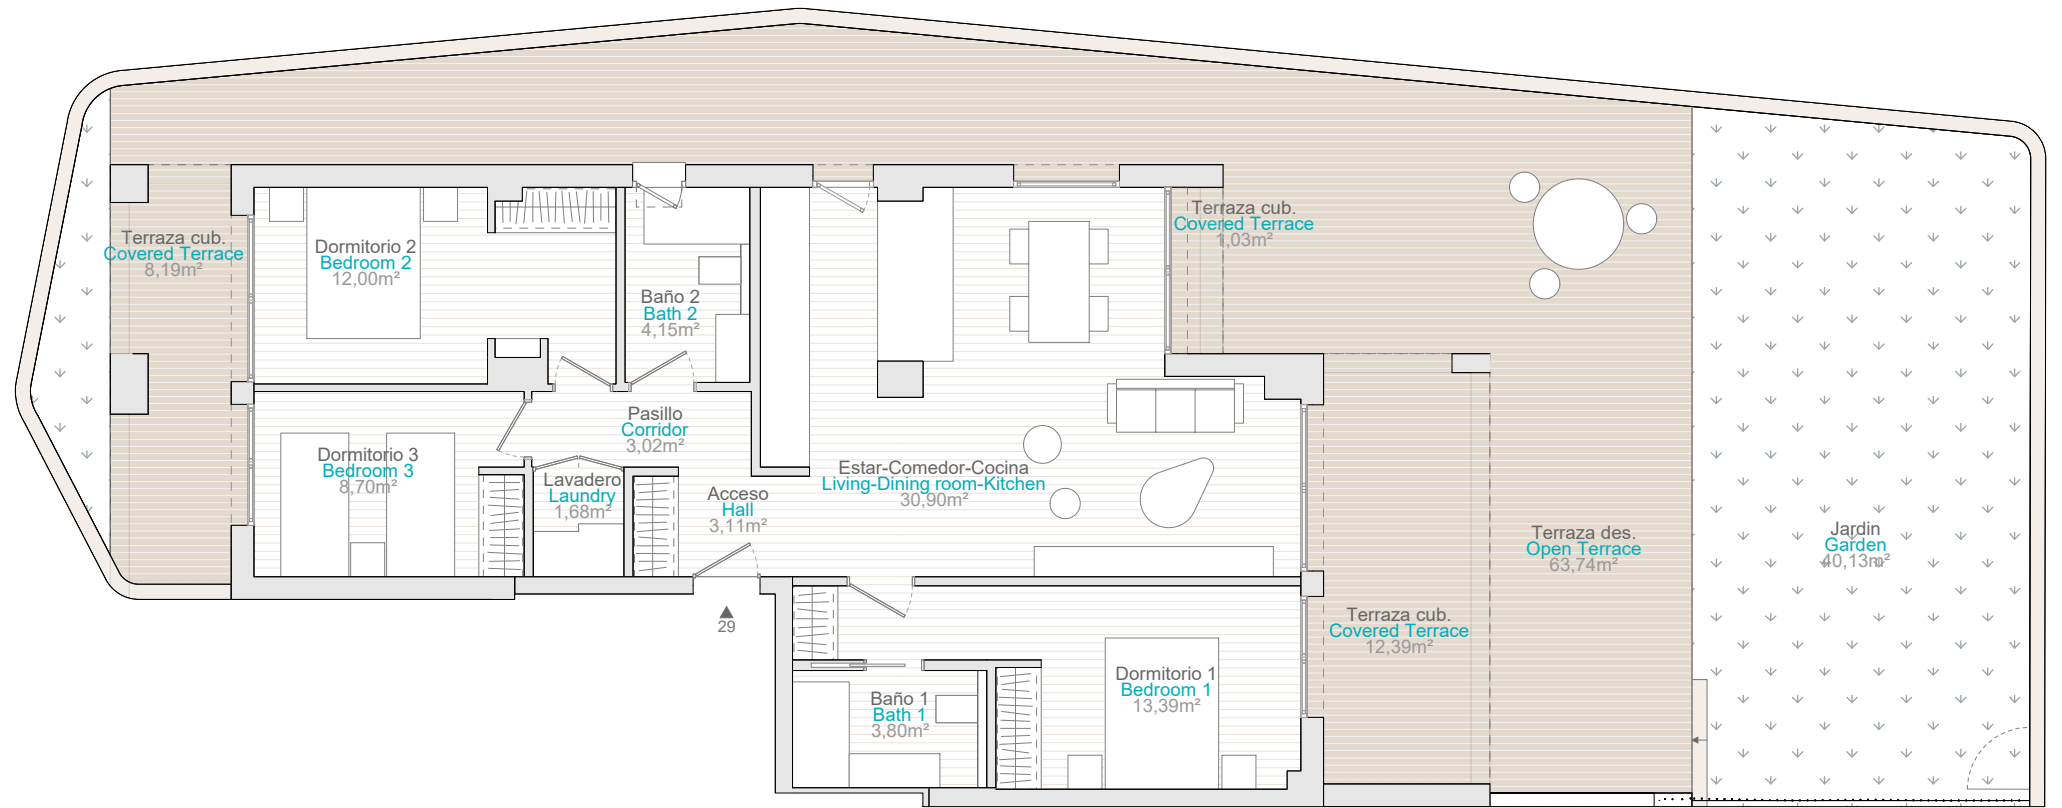 Terraza cub.
Covered Terrace
8,19m²
Dormitorio 2
Bedroom 2
12,00m²
Baño 2
Bath 2
4,15m²
Terraza cub.
Covered Terrace
1,03m²
Dormitorio 3
Bedroom 3
8,70m²
Pasillo
Corridor
3,02m²
Lavadero
Laundry
1,68m²
Acceso
Hall
3,11m²
Estar-Comedor-Cocina
Living-Dining room-Kitchen
30,90m²
Terraza des.
Open Terrace
63,74m²
Jardin
Garden
40,13m²
29
Terraza cub.
Covered Terrace
12,39m²
Baño 1
Bath 1
3,80m²
Dormitorio 1
Bedroom 1
13,39m²